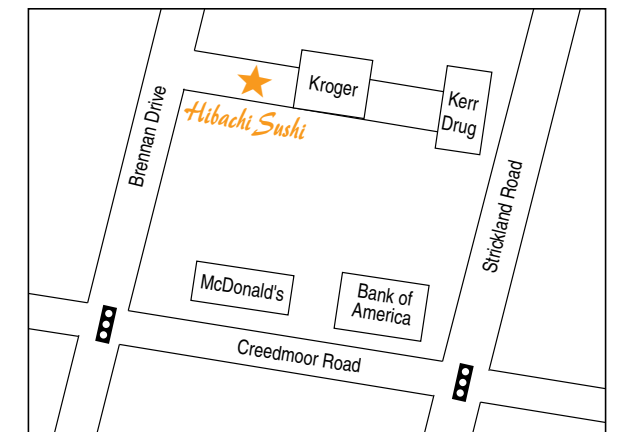 Kroger
Kerr
Drug
Hibachi Sushi
Brennan Drive
Strickland Road
McDonald's
Bank of
America
Creedmoor Road